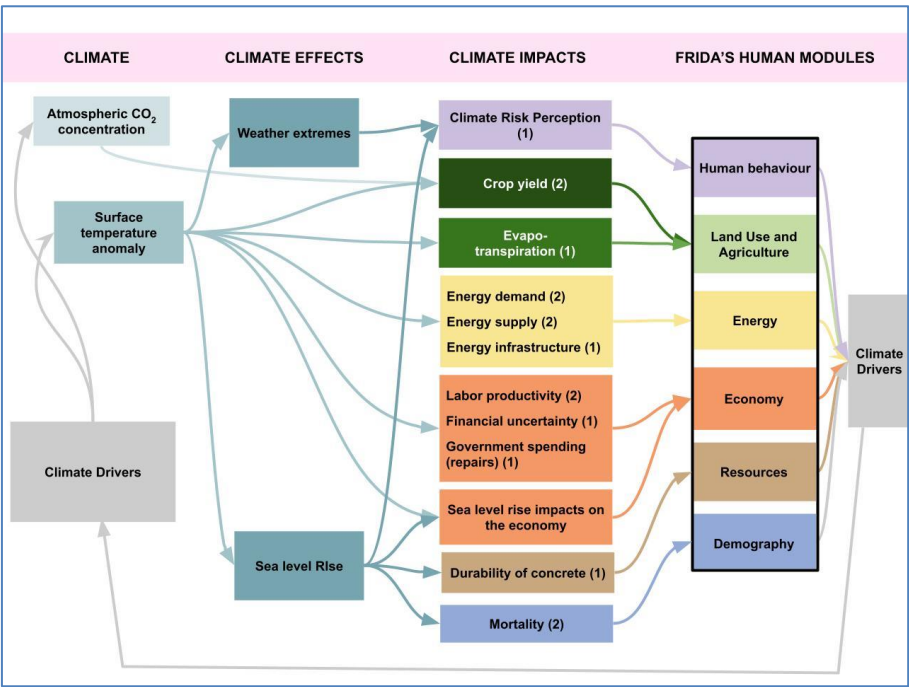 CLIMATE
CLIMATE EFFECTS
CLIMATE IMPACTS
FRIDA'S HUMAN MODULES
Atmospheric CO2
concentration
Surface
temperature
anomaly
Climate Drivers
Weather extremes
Sea level RIse
Climate Risk Perception
(1)
Crop yield (2)
Evapo-
transpiration (1)
Energy demand (2)
Energy supply (2)
Energy infrastructure (1)
Labor productivity (2)
Financial uncertainty (1)
Government spending
(repairs) (1)
Sea level rise impacts on
the economy
Durability of concrete (1)
Mortality (2)
Human behaviour
Land Use and
Agriculture
Energy
Economy
Resources
Demography
Climate
Drivers